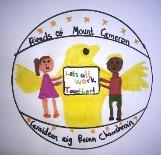 Friends of Mount Cameron
Lets all
work
Together!
Caraidean aig Beinn Chamshroin